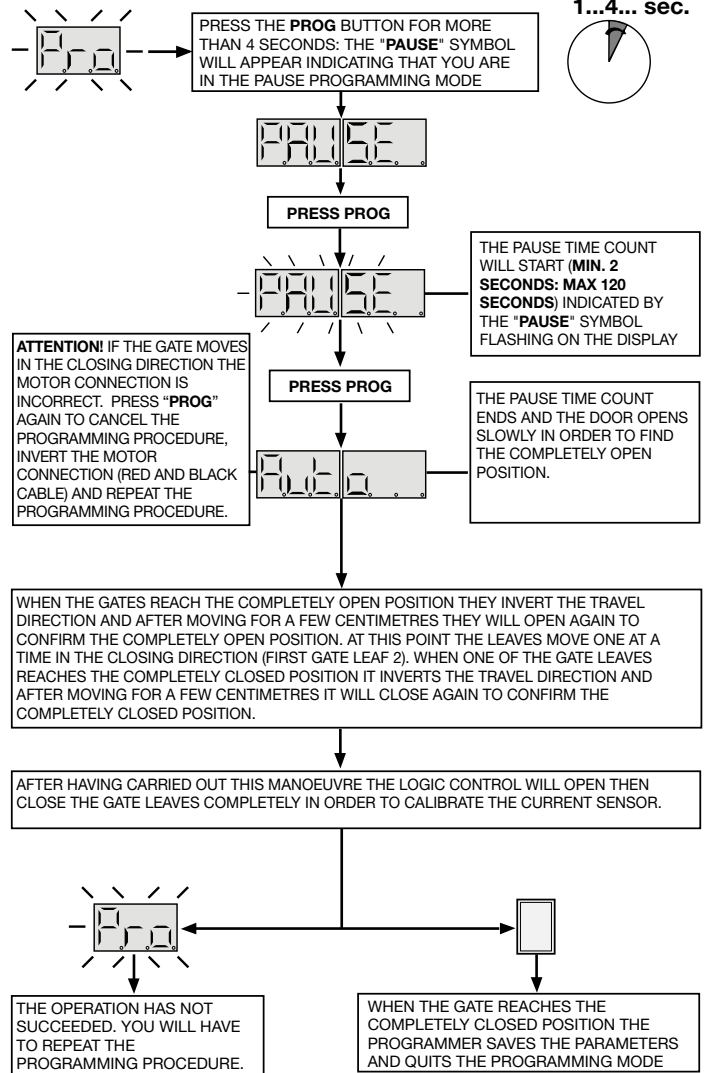 1...4... sec.
Pro
PRESS THE PROG BUTTON FOR MORE
THAN 4 SECONDS: THE "PAUSE" SYMBOL
WILL APPEAR INDICATING THAT YOU ARE
IN THE PAUSE PROGRAMMING MODE
PAUSE
PRESS PROG
PAUSE
THE PAUSE TIME COUNT
WILL START (MIN. 2
SECONDS: MAX 120
SECONDS) INDICATED BY
THE "PAUSE" SYMBOL
FLASHING ON THE DISPLAY
ATTENTION! IF THE GATE MOVES
IN THE CLOSING DIRECTION THE
MOTOR CONNECTION IS
INCORRECT. PRESS “PROG”
AGAIN TO CANCEL THE
PROGRAMMING PROCEDURE,
INVERT THE MOTOR
CONNECTION (RED AND BLACK
CABLE) AND REPEAT THE
PROGRAMMING PROCEDURE.
PRESS PROG
Auto
THE PAUSE TIME COUNT
ENDS AND THE DOOR OPENS
SLOWLY IN ORDER TO FIND
THE COMPLETELY OPEN
POSITION.
WHEN THE GATES REACH THE COMPLETELY OPEN POSITION THEY INVERT THE TRAVEL
DIRECTION AND AFTER MOVING FOR A FEW CENTIMETRES THEY WILL OPEN AGAIN TO
CONFIRM THE COMPLETELY OPEN POSITION. AT THIS POINT THE LEAVES MOVE ONE AT A
TIME IN THE CLOSING DIRECTION (FIRST GATE LEAF 2). WHEN ONE OF THE GATE LEAVES
REACHES THE COMPLETELY CLOSED POSITION IT INVERTS THE TRAVEL DIRECTION AND
AFTER MOVING FOR A FEW CENTIMETRES IT WILL CLOSE AGAIN TO CONFIRM THE
COMPLETELY CLOSED POSITION.
AFTER HAVING CARRIED OUT THIS MANOEUVRE THE LOGIC CONTROL WILL OPEN THEN
CLOSE THE GATE LEAVES COMPLETELY IN ORDER TO CALIBRATE THE CURRENT SENSOR.
Pro
THE OPERATION HAS NOT
SUCCEEDED. YOU WILL HAVE
TO REPEAT THE
PROGRAMMING PROCEDURE.
WHEN THE GATE REACHES THE
COMPLETELY CLOSED POSITION THE
PROGRAMMER SAVES THE PARAMETERS
AND QUITS THE PROGRAMMING MODE